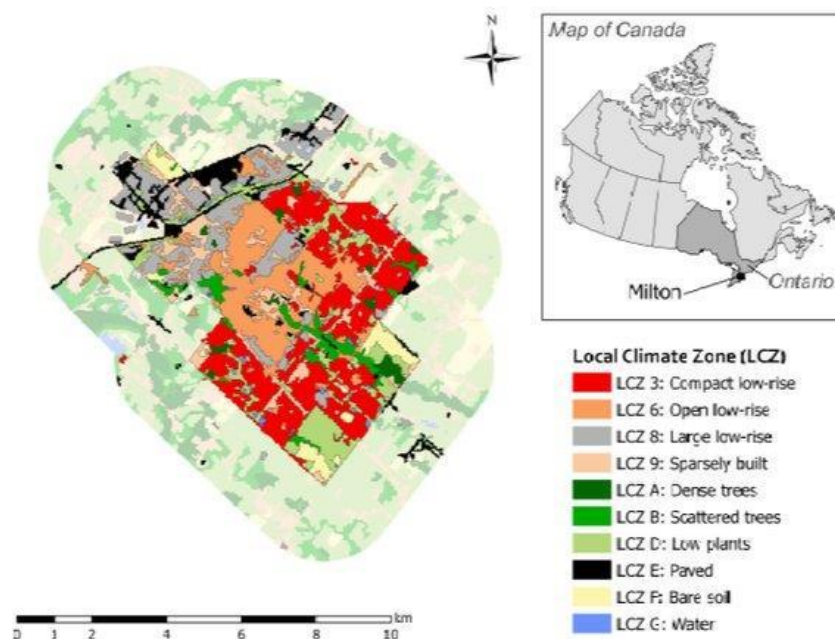 N
Map of Canada
Milton
Ontario
Local Climate Zone (LCZ)
LCZ 3: Compact low-rise
LCZ 6: Open low-rise
LCZ 8: Large low-rise
LCZ 9: Sparsely built
LCZ A: Dense trees
LCZ B: Scattered trees
LCZ D: Low plants
LCZ E: Paved
LCZ F: Bare soil
LCZ G: Water
km
0 1 2 4 6 8 10